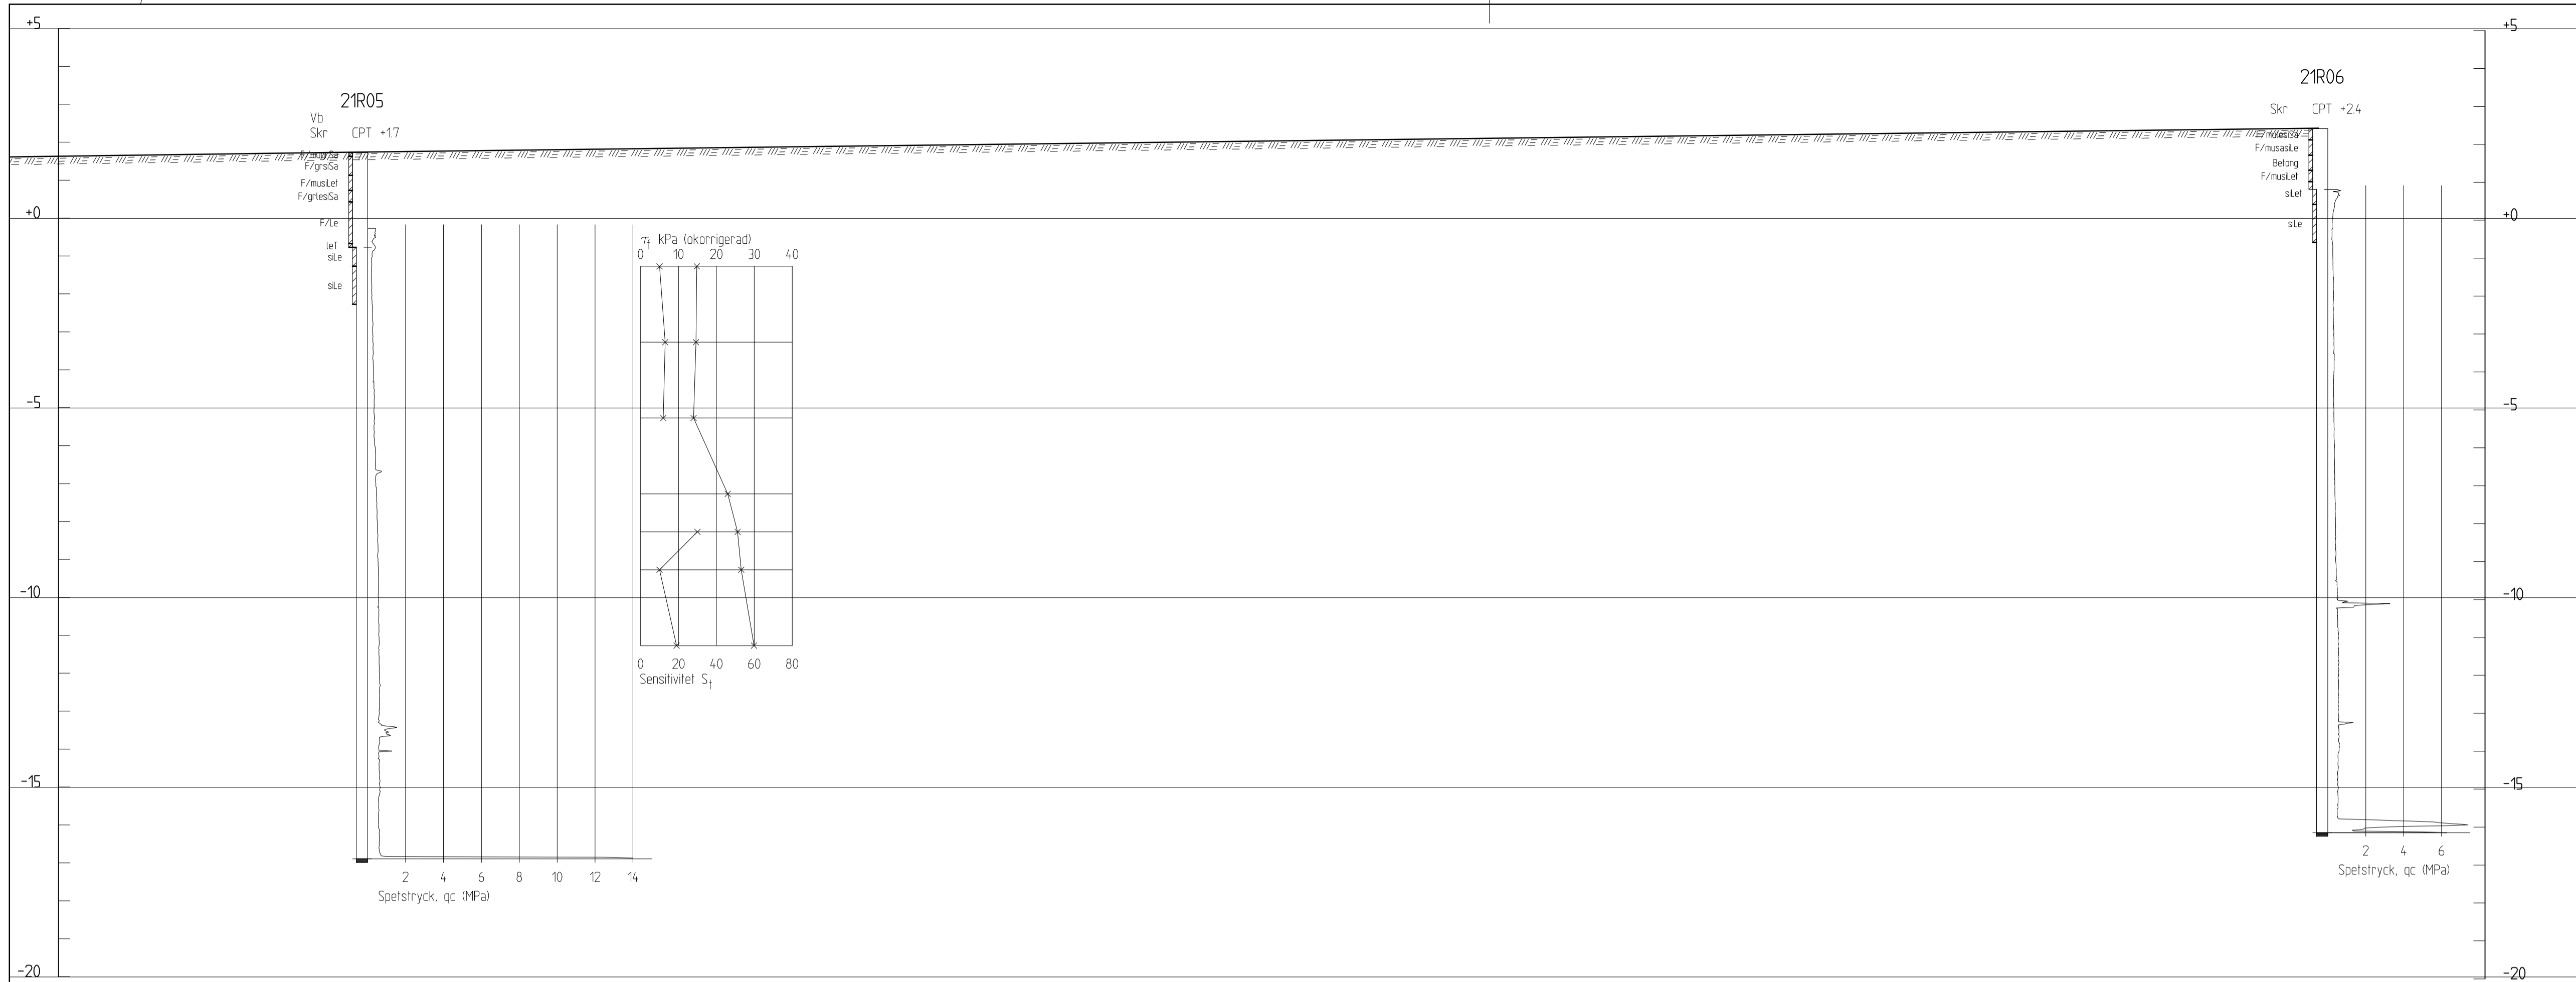 +5
+5
21R05
21R06
Vb
Skr CPT +1.7
Skr CPT +2.4
F/grsiSa
F/musiLet
F/grlesiSa
F/Le
leT
siLe
siLe
F/musasiLe
Betong
F/musiLet
siLet
siLe
+0
+0
τf kPa (okorrigerad)
0 10 20 30 40
-5
-5
-10
-10
0 20 40 60 80
Sensitivitet St
-15
-15
2 4 6 8 10 12 14
Spetstryck, qc (MPa)
2 4 6
Spetstryck, qc (MPa)
-20
-20